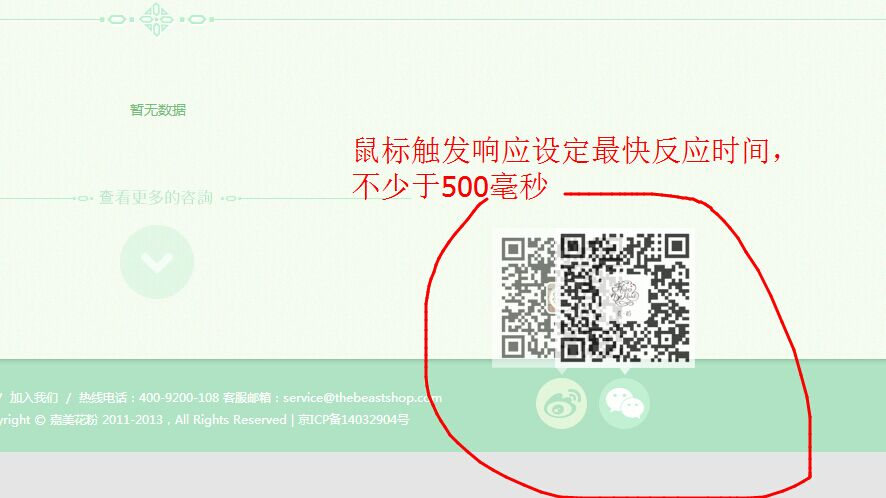 暂无数据
鼠标触发响应设定最快反应时间，
不少于500毫秒
查看更多的咨詢
/ 加入我们 / 热线电话：400-9200-108 客服邮箱：service@thebeastshop.com
yright © 嘉美花粉 2011-2013，All Rights Reserved | 京ICP备14032904号